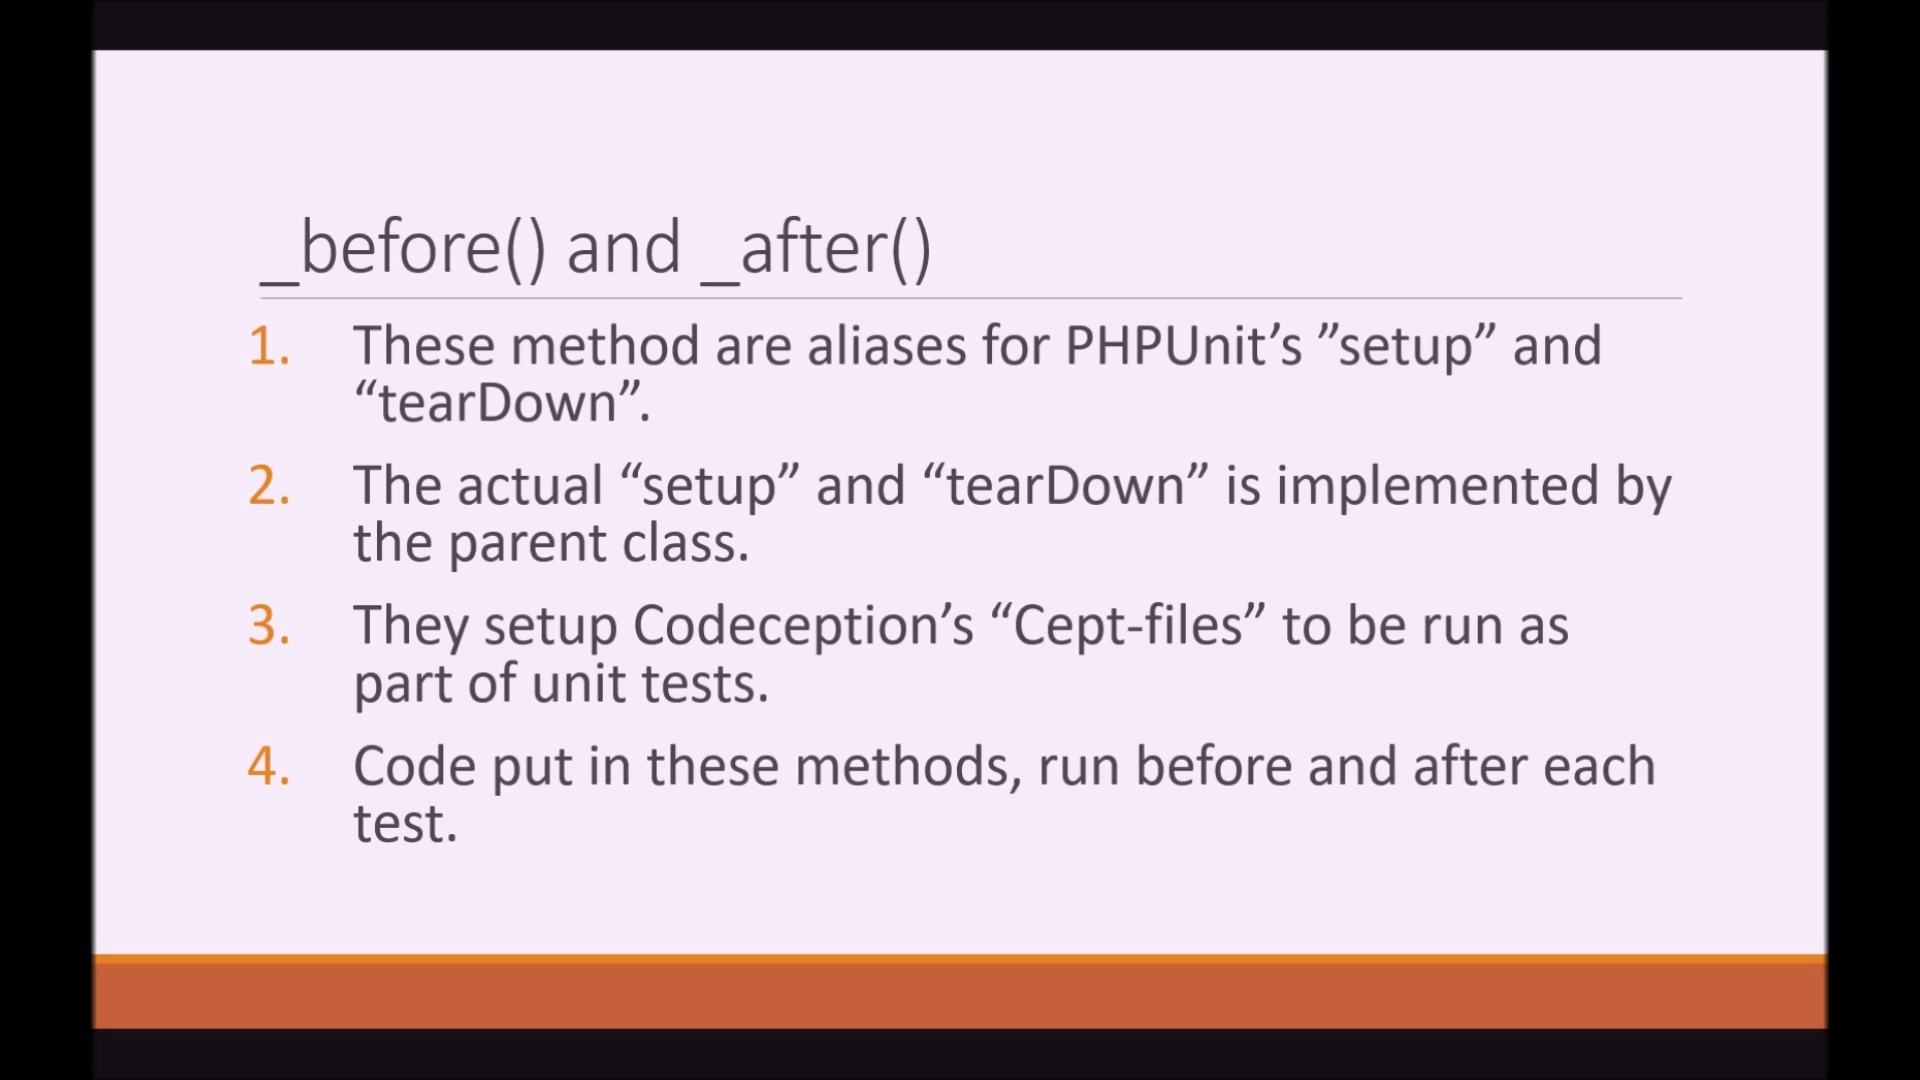 _before() and _after()
1. These method are aliases for PHPUnit’s ”setup” and
“tearDown”.
2. The actual “setup” and “tearDown” is implemented by
the parent class.
3. They setup Codeception’s “Cept-files” to be run as
part of unit tests.
4. Code put in these methods, run before and after each
test.